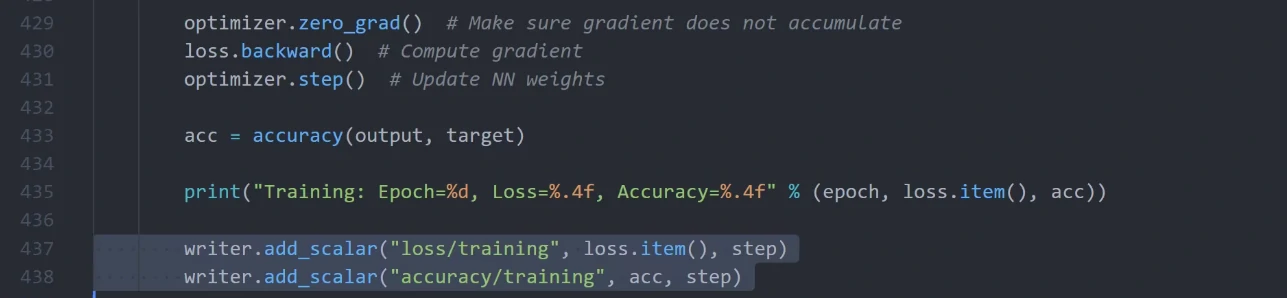 429 optimizer.zero_grad()  # Make sure gradient does not accumulate
430 loss.backward()  # Compute gradient
431 optimizer.step()  # Update NN weights
432
433 acc = accuracy(output, target)
434
435 print("Training: Epoch=%d, Loss=%.4f, Accuracy=%.4f" % (epoch, loss.item(), acc))
436
437 writer.add_scalar("loss/training", loss.item(), step)
438 writer.add_scalar("accuracy/training", acc, step)